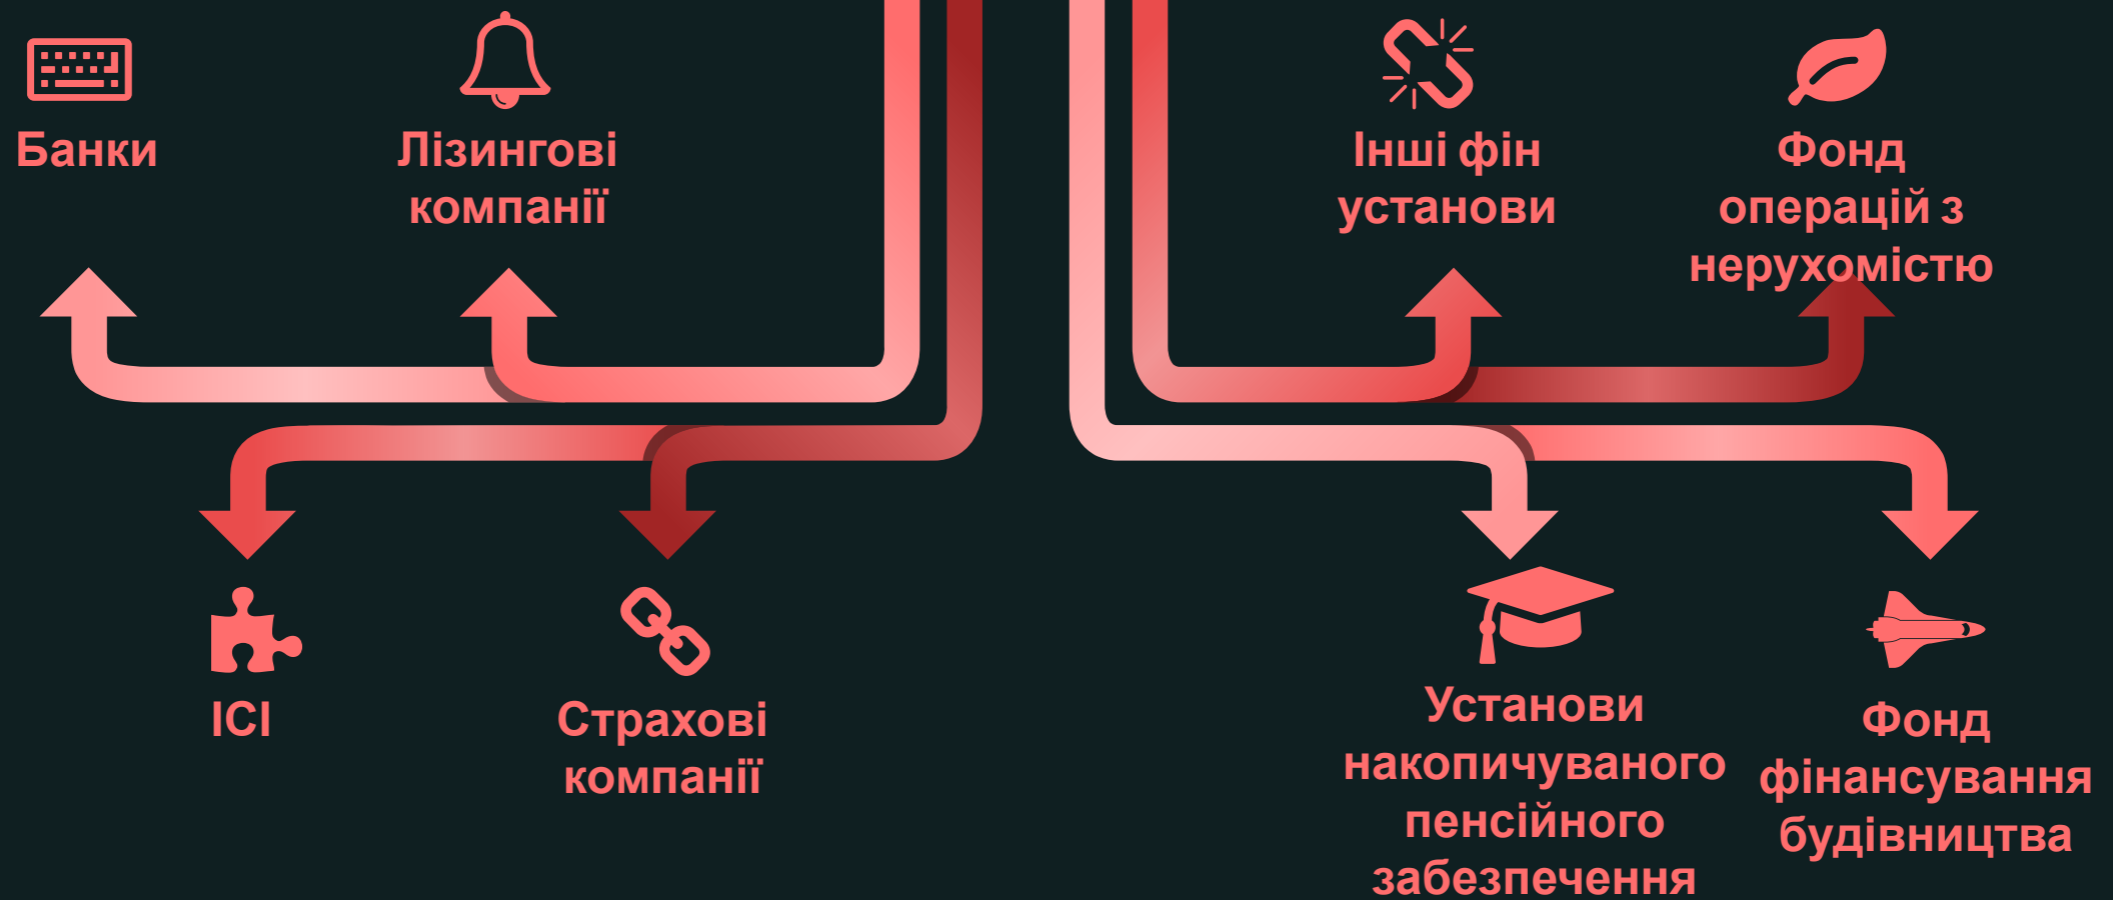 Банки
Лізингові
компанії
Інші фін
установи
Фонд
операцій з
нерухомістю
ІСІ
Страхові
компанії
Установи
накопичуваного
пенсійного
забезпечення
Фонд
фінансування
будівництва